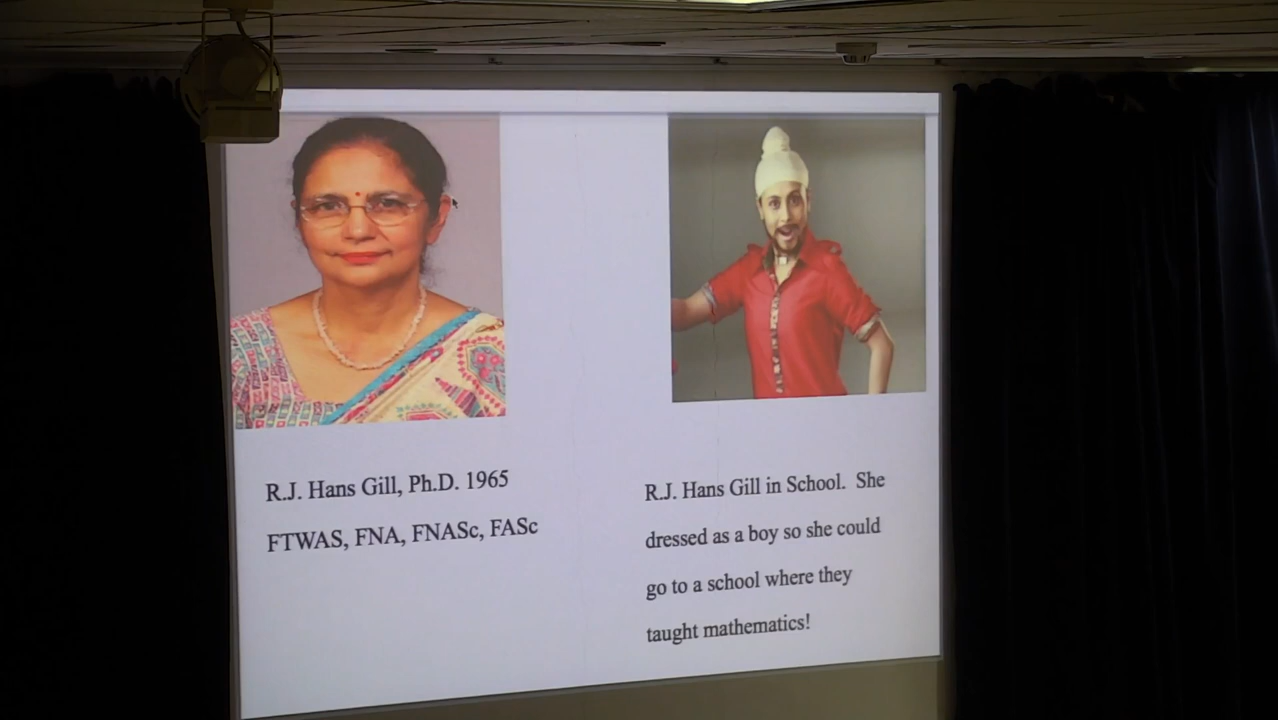 R.J. Hans Gill, Ph.D. 1965
FTWAS, FNA, FNASc, FASc
R.J. Hans Gill in School. She
dressed as a boy so she could
go to a school where they
taught mathematics!